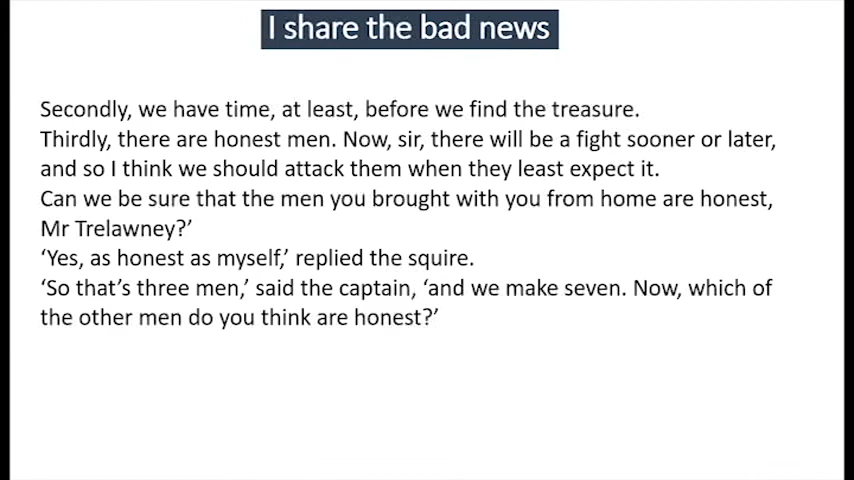 I share the bad news
Secondly, we have time, at least, before we find the treasure.
Thirdly, there are honest men. Now, sir, there will be a fight sooner or later,
and so I think we should attack them when they least expect it.
Can we be sure that the men you brought with you from home are honest,
Mr Trelawney?’
‘Yes, as honest as myself,’ replied the squire.
‘So that’s three men,’ said the captain, ‘and we make seven. Now, which of
the other men do you think are honest?’